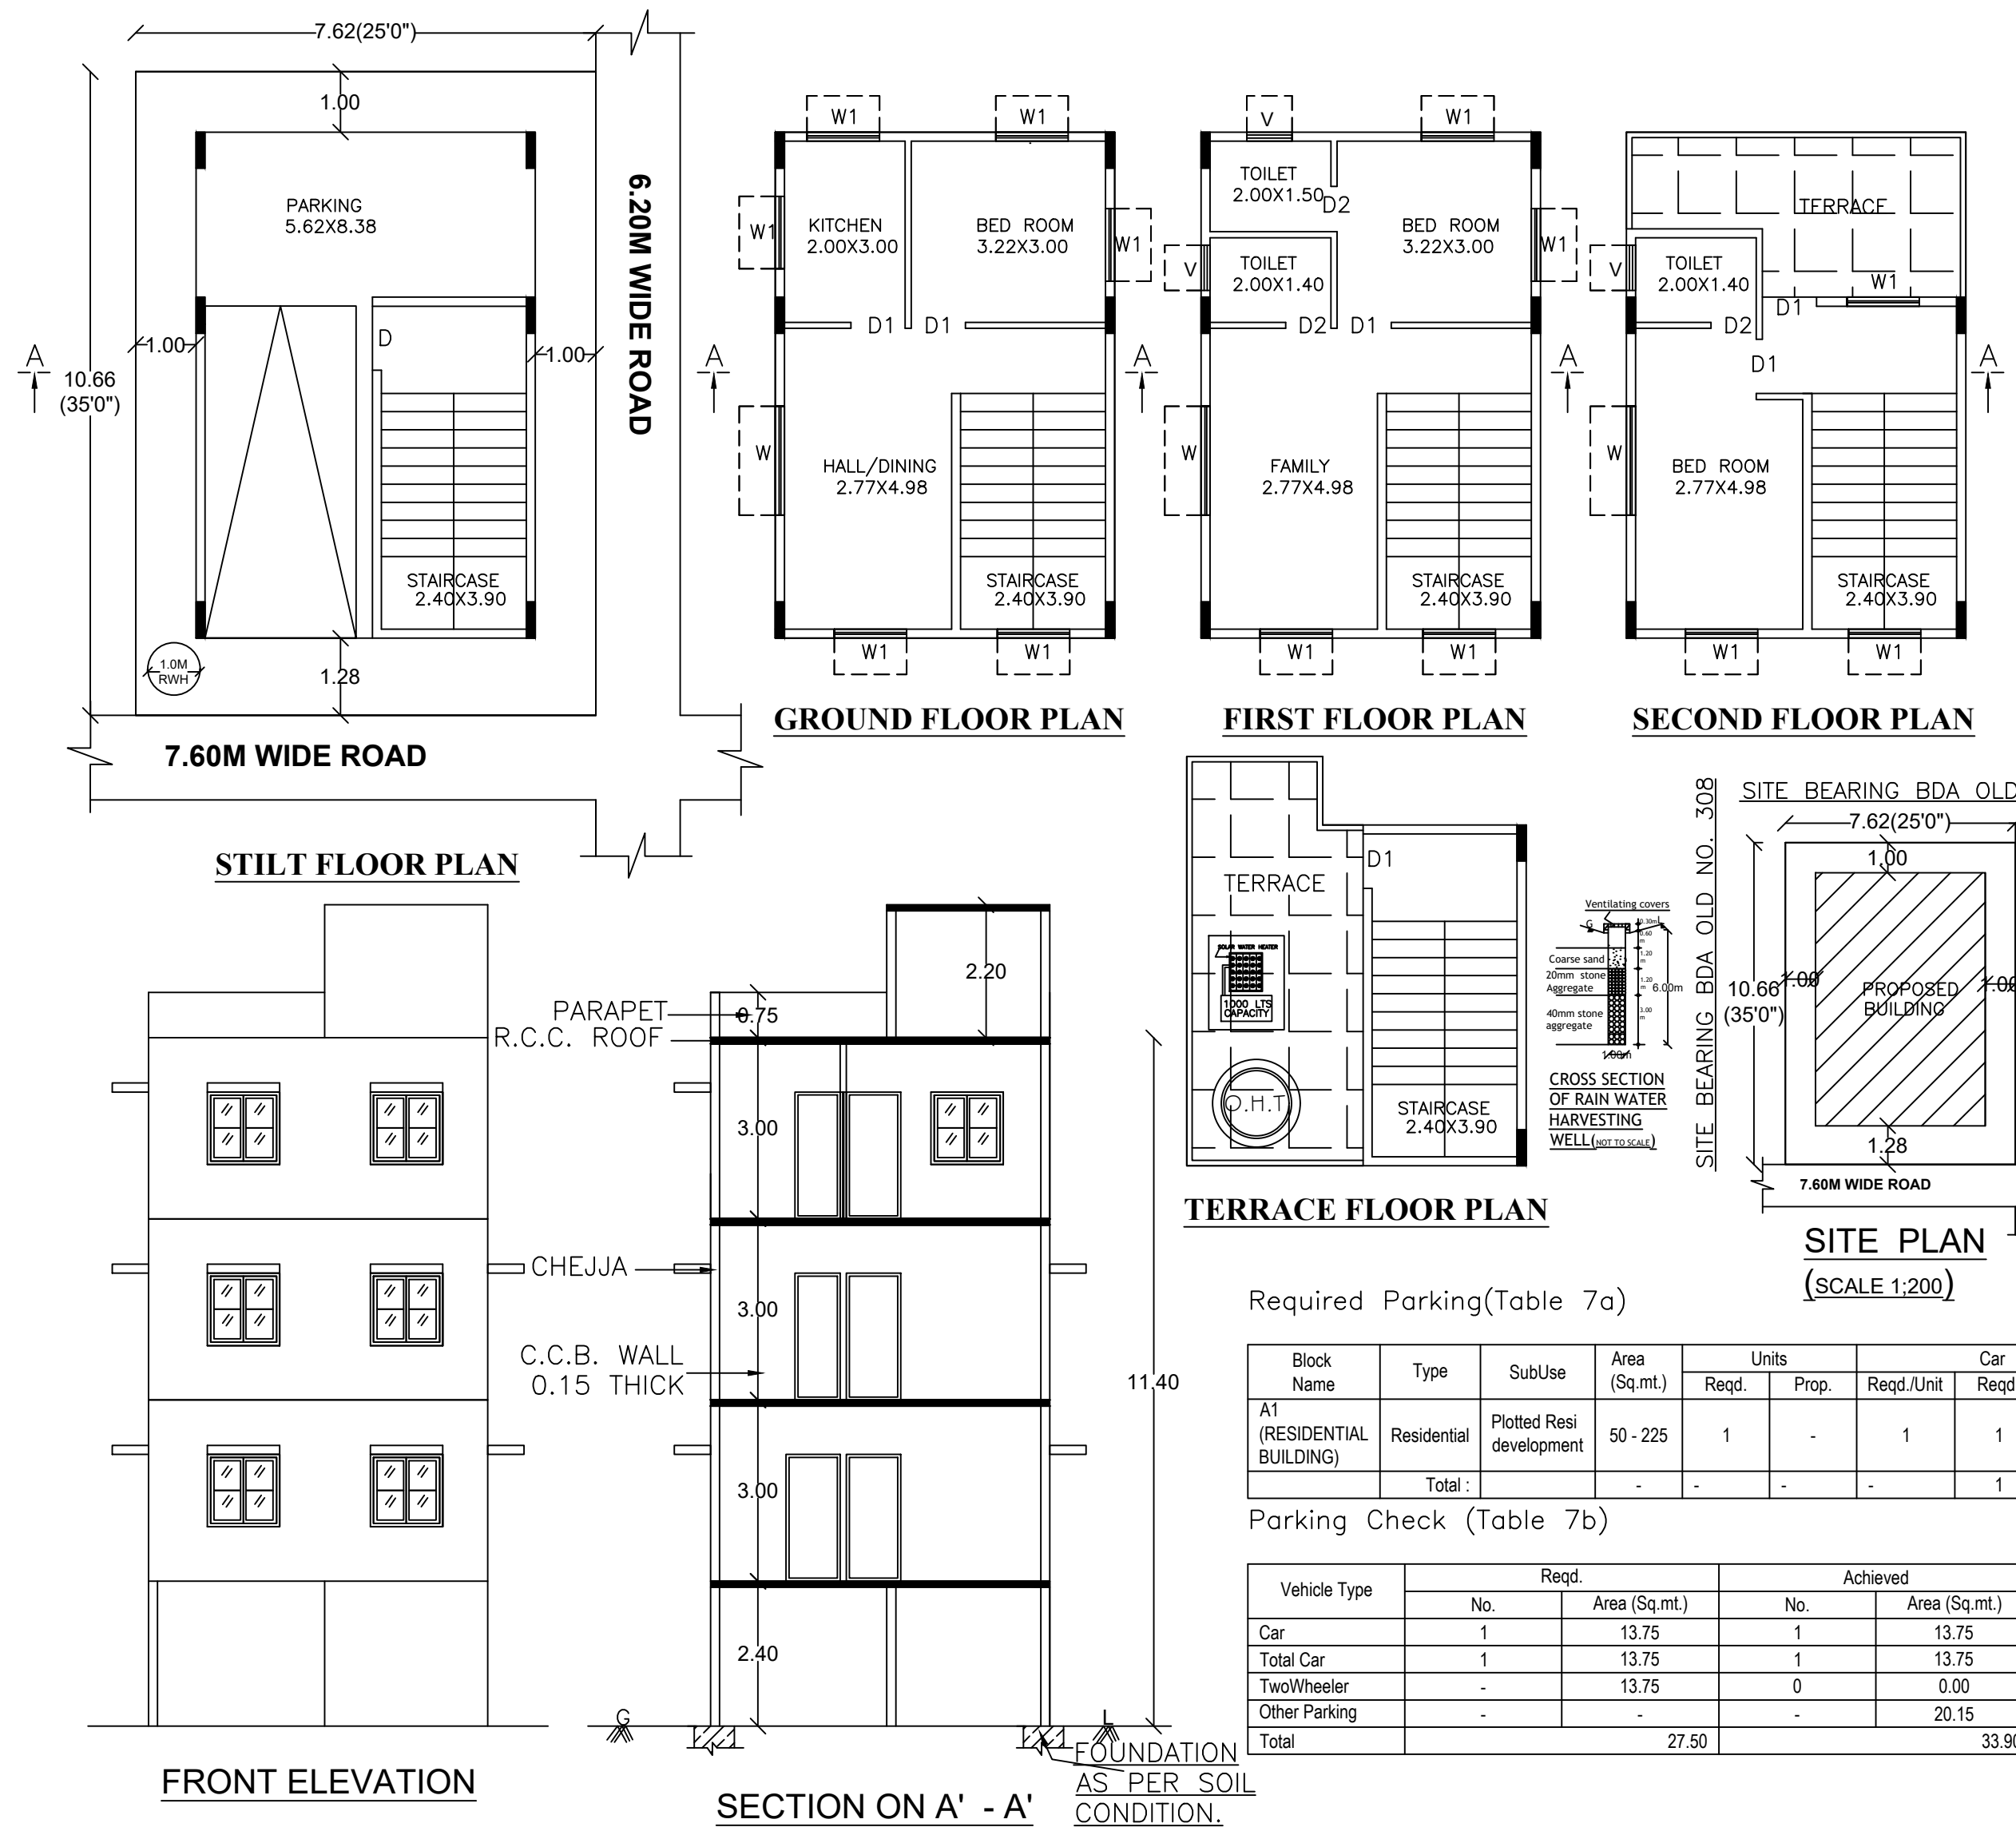 7.62(25'0")
1.00
PARKING
5.62X8.38
6.20M WIDE ROAD
D
1.00
1.00
A
10.66
(35'0")
STAIRCASE
2.40X3.90
1.0M
RWH
1.28
7.60M WIDE ROAD
STILT FLOOR PLAN
W1
W1
W1
KITCHEN
2.00X3.00
BED ROOM
3.22X3.00
W1
D1
D1
A
A
W
HALL/DINING
2.77X4.98
STAIRCASE
2.40X3.90
W1
W1
GROUND FLOOR PLAN
V
W1
TOILET
2.00X1.50
D2
BED ROOM
3.22X3.00
W1
V
TOILET
2.00X1.40
D2
D1
A
W
FAMILY
2.77X4.98
STAIRCASE
2.40X3.90
W1
W1
FIRST FLOOR PLAN
TERRACE
V
TOILET
2.00X1.40
W1
D1
D2
D1
A
W
BED ROOM
2.77X4.98
STAIRCASE
2.40X3.90
W1
W1
SECOND FLOOR PLAN
D1
TERRACE
SOLAR WATER HEATER
1000 LTS
CAPACITY
O.H.T
STAIRCASE
2.40X3.90
TERRACE FLOOR PLAN
Ventilating covers
G
L
0.30m
0.60
m
Coarse sand
1.20
m
20mm stone
Aggregate
1.20
m
6.00m
40mm stone
aggregate
3.00
m
1.00m
CROSS SECTION
OF RAIN WATER
HARVESTING
WELL(NOT TO SCALE)
SITE BEARING BDA OLD NO. 308
SITE BEARING BDA OLD
7.62(25'0")
1.00
1.00
1.00
10.66
(35'0")
PROPOSED
BUILDING
1.28
7.60M WIDE ROAD
SITE PLAN
(SCALE 1;200)
FRONT ELEVATION
2.20
PARAPET
0.75
R.C.C. ROOF
3.00
CHEJJA
3.00
C.C.B. WALL
0.15 THICK
11.40
3.00
2.40
G
L
FOUNDATION
AS PER SOIL
CONDITION.
SECTION ON A' - A'
Required Parking(Table 7a)
Block
Name
Type
SubUse
Area
(Sq.mt.)
Units
Car
Reqd.
Prop.
Reqd./Unit
Reqd
A1
(RESIDENTIAL
BUILDING)
Residential
Plotted Resi
development
50 - 225
1
-
1
1
Total :
-
-
-
-
1
Parking Check (Table 7b)
Vehicle Type
Reqd.
Achieved
No.
Area (Sq.mt.)
No.
Area (Sq.mt.)
Car
1
13.75
1
13.75
Total Car
1
13.75
1
13.75
TwoWheeler
-
13.75
0
0.00
Other Parking
-
-
-
20.15
Total
27.50
33.90